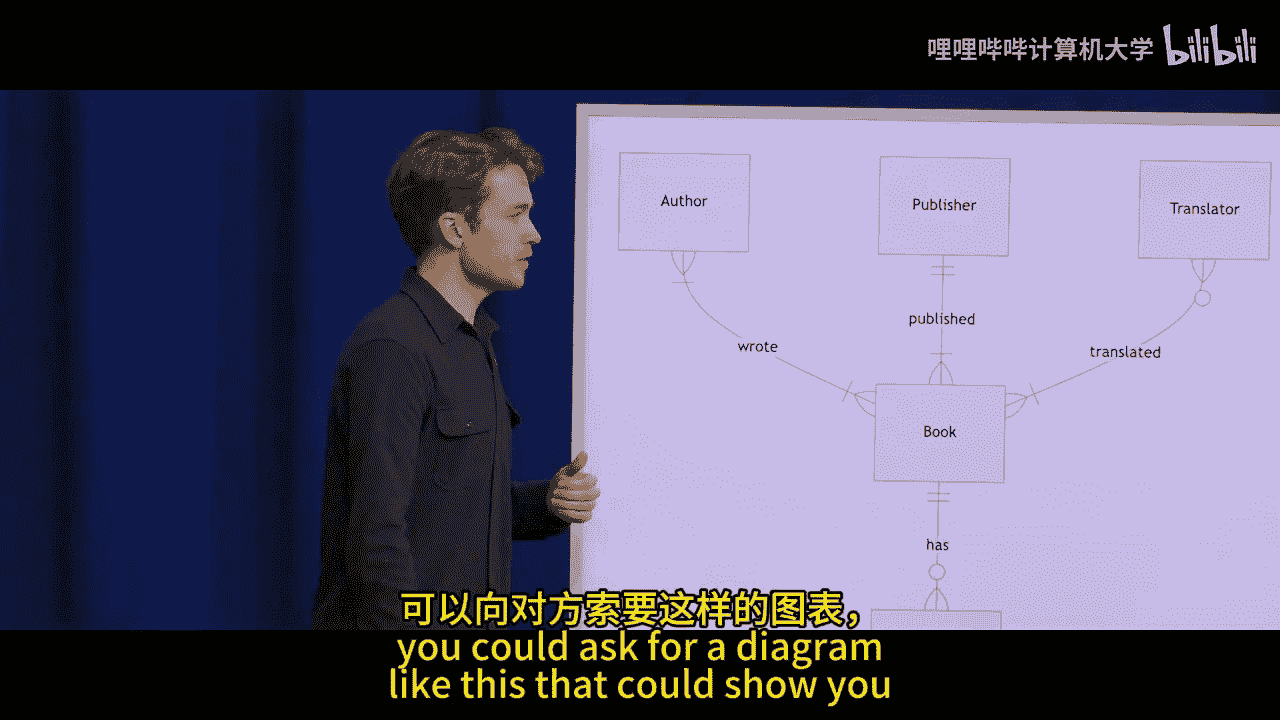 哩哩哔哔计算机大学 bilibili
Author
Publisher
Translator
published
wrote
translated
Book
has
可以向对方索要这样的图表，
you could ask for a diagram
like this that could show you